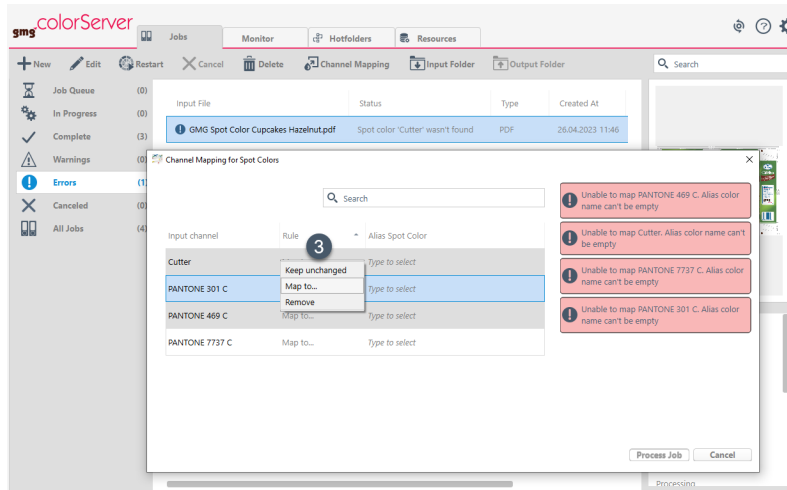 gmg colorServer
Jobs
Monitor
Hotfolders
Resources
New
Edit
Restart
Cancel
Delete
Channel Mapping
Input Folder
Output Folder
Search
Job Queue (0)
In Progress (0)
Complete (3)
Warnings (0)
Errors (1)
Canceled (0)
All Jobs (4)
Input File Status Type Created At
GMG Spot Color Cupcakes Hazelnut.pdf Spot color 'Cutter' wasn't found PDF 26.04.2023 11:46
Channel Mapping for Spot Colors
Search
Input channel Rule Alias Spot Color
3
Cutter Type to select
PANTONE 301 C Type to select
PANTONE 469 C Map to... Type to select
PANTONE 7737 C Map to... Type to select
Keep unchanged
Map to...
Remove
Unable to map PANTONE 469 C. Alias color
name can't be empty
Unable to map Cutter. Alias color name can't
be empty
Unable to map PANTONE 7737 C. Alias color
name can't be empty
Unable to map PANTONE 301 C. Alias color
name can't be empty
Process Job
Cancel
Processing